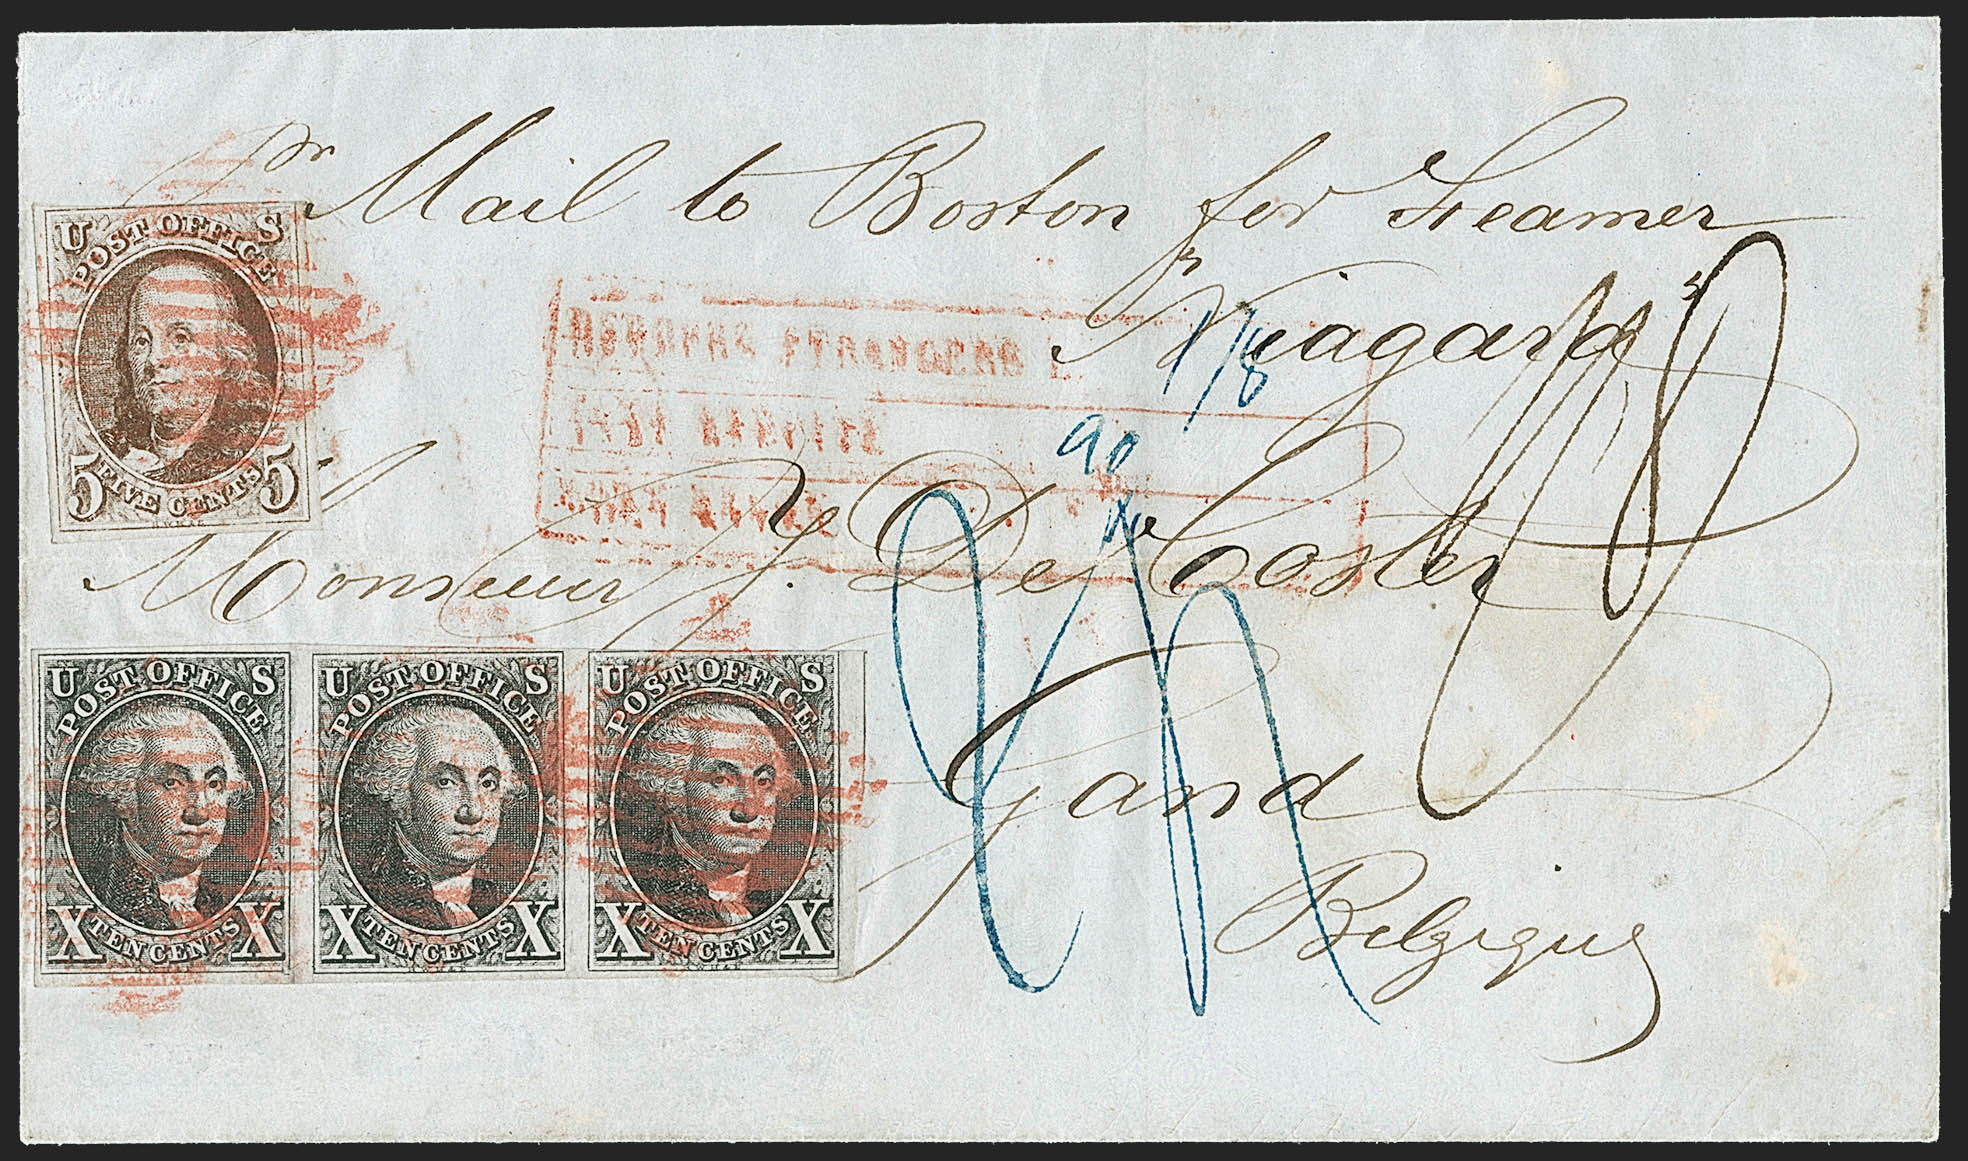 pr Mail to Boston for Steamer
Niagara
U S
POST OFFICE
5 5
FIVE CENTS
1/8
90
Monsieur J. De Coster
Gand
Belgique
U S
POST OFFICE
X X
TEN CENTS
U S
POST OFFICE
X X
TEN CENTS
U S
POST OFFICE
X X
TEN CENTS